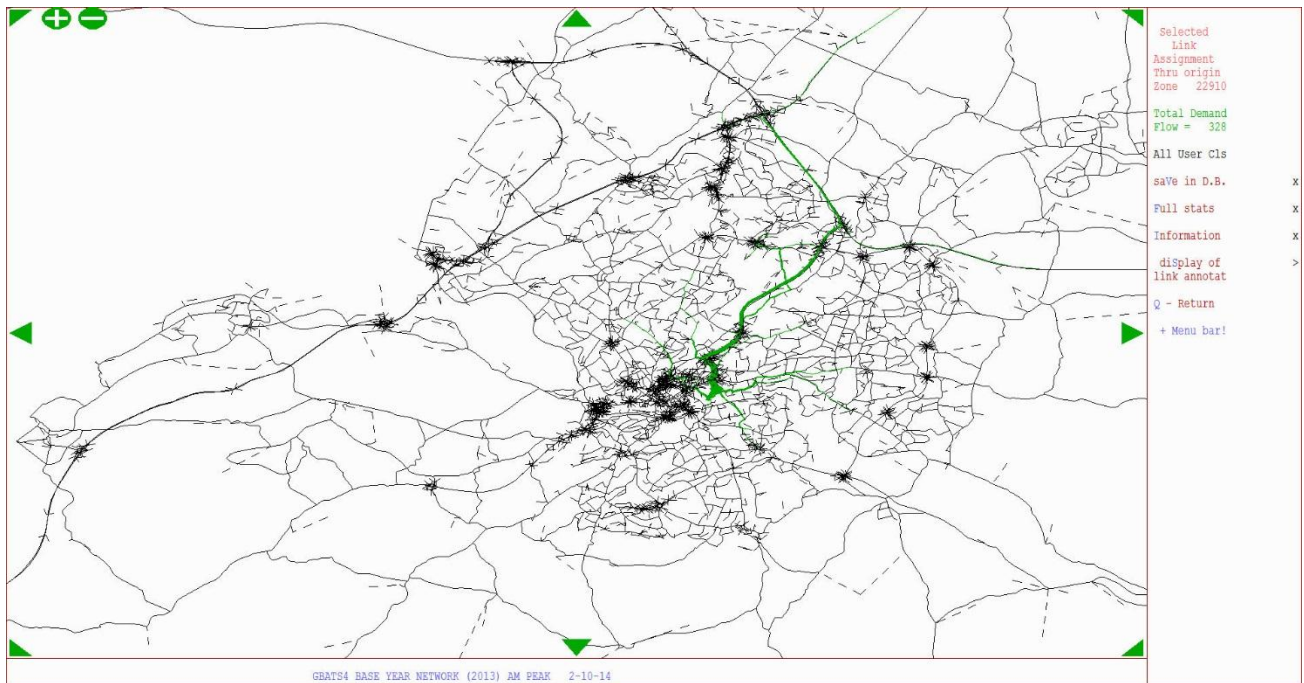 Selected
Link
Assignment
Thru origin
Zone 22910
Total Demand
Flow = 328
All User Cls
saVe in D.B. x
Full stats x
Information x
diSplay of >
link annotat
Q - Return
+ Menu bar!
GBATS4 BASE YEAR NETWORK (2013) AM PEAK 2-10-14